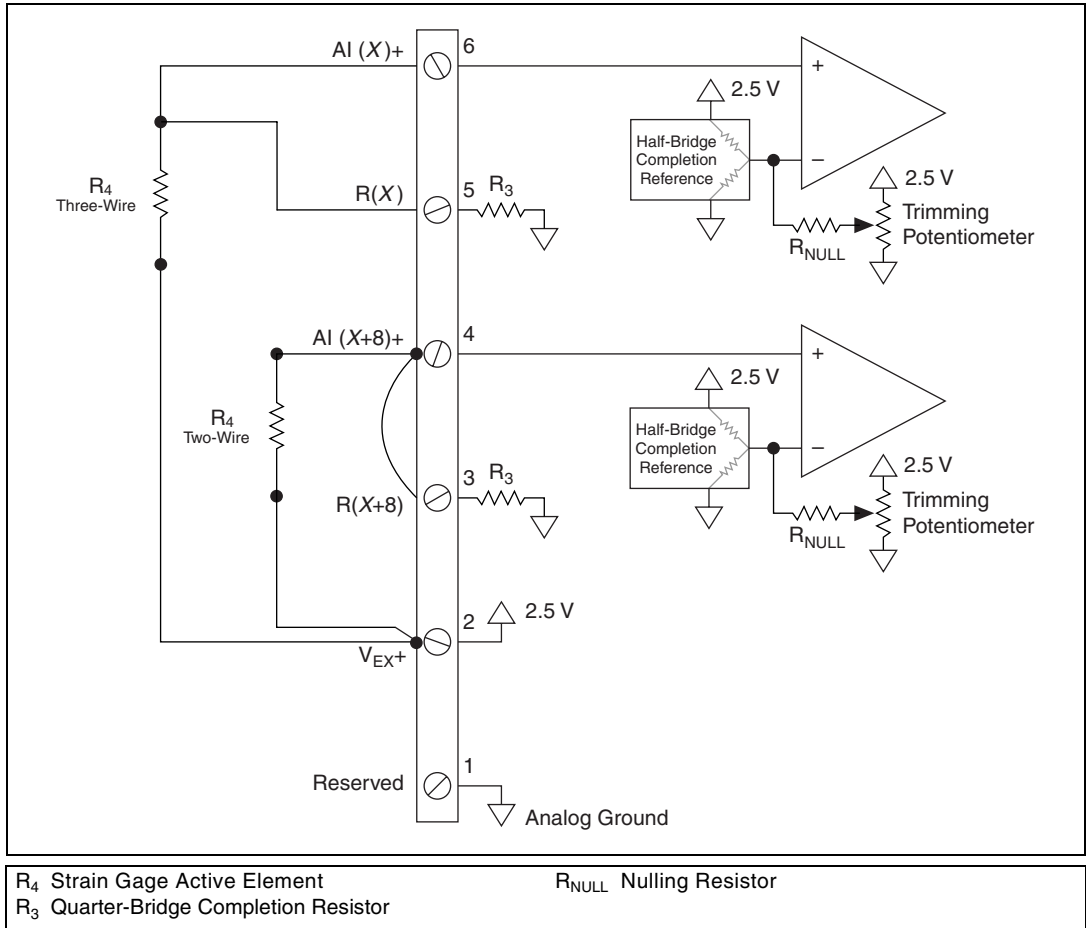 AI (X)+
6
2.5 V
+
Half-Bridge
Completion
Reference
−
R4
Three-Wire
R(X)
5
R3
2.5 V
Trimming
Potentiometer
RNULL
AI (X+8)+
4
+
2.5 V
R4
Two-Wire
Half-Bridge
Completion
Reference
−
R(X+8)
3
R3
2.5 V
Trimming
Potentiometer
RNULL
2
2.5 V
VEX+
Reserved
1
Analog Ground
R4 Strain Gage Active Element
RNULL Nulling Resistor
R3 Quarter-Bridge Completion Resistor